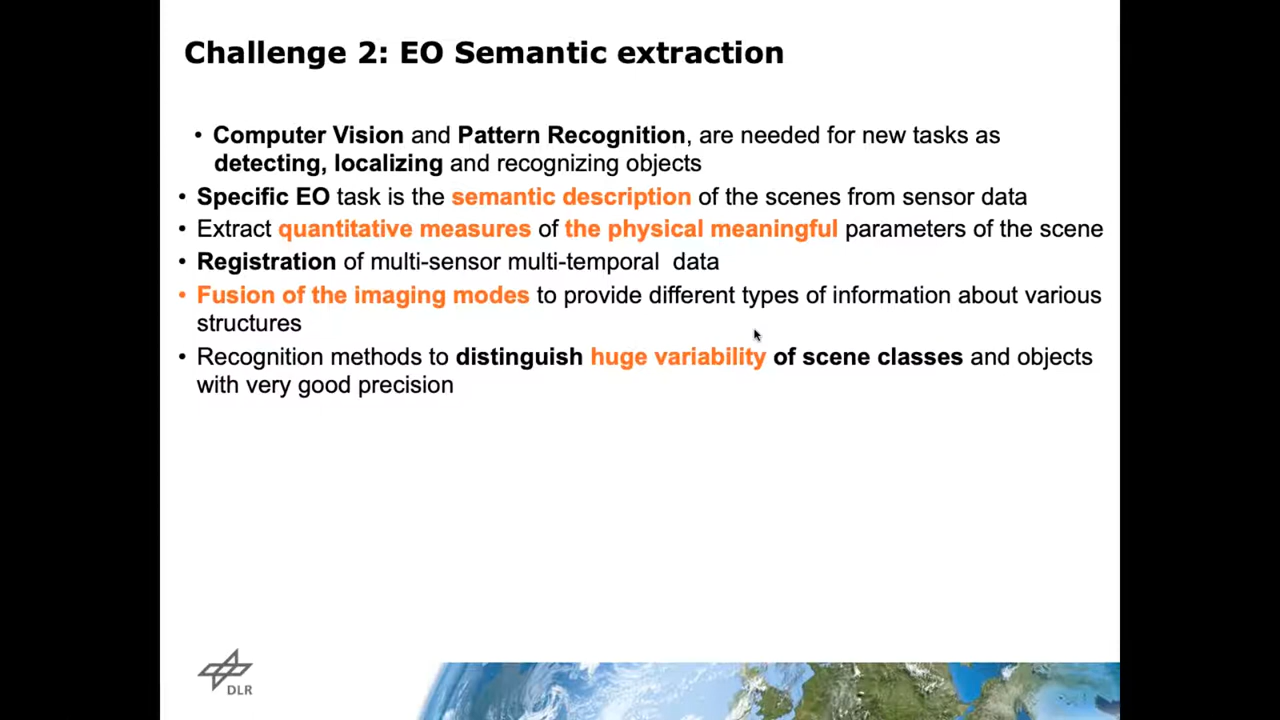 Challenge 2: EO Semantic extraction
• Computer Vision and Pattern Recognition, are needed for new tasks as
detecting, localizing and recognizing objects
• Specific EO task is the semantic description of the scenes from sensor data
• Extract quantitative measures of the physical meaningful parameters of the scene
• Registration of multi-sensor multi-temporal  data
• Fusion of the imaging modes to provide different types of information about various
structures
• Recognition methods to distinguish huge variability of scene classes and objects
with very good precision
DLR